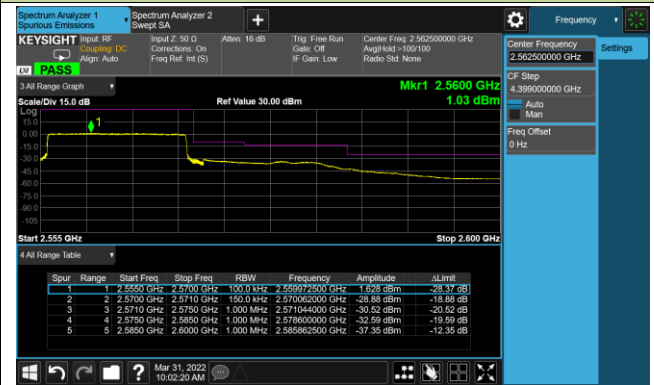 Spectrum Analyzer 1
Spurious Emissions
Spectrum Analyzer 2
Swept SA
+
Frequency
KEYSIGHT
Input: RF
Coupling: DC
Align: Auto
Input Z: 50 Ω
Corrections: On
Freq Ref: Int (S)
Atten: 16 dB
Trig: Free Run
Gate: Off
IF Gain: Low
Center Freq: 2.562500000 GHz
Avg|Hold:>100/100
Radio Std: None
LXI
PASS
Center Frequency
2.562500000 GHz
Settings
CF Step
4.399000000 GHz
Auto
Man
Freq Offset
0 Hz
3 All Range Graph
Mkr1 2.5600 GHz
Scale/Div 15.0 dB
Ref Value 30.00 dBm
1.03 dBm
Log
15.0
0.00
-15.0
-30.0
-45.0
-60.0
-75.0
-90.0
-105
1
Start 2.555 GHz
Stop 2.600 GHz
4 All Range Table
Spur Range Start Freq Stop Freq RBW Frequency Amplitude ΔLimit
1 1 2.5550 GHz 2.5700 GHz 100.0 kHz 2.559972500 GHz 1.628 dBm -28.37 dB
2 2 2.5700 GHz 2.5710 GHz 150.0 kHz 2.570062000 GHz -28.88 dBm -18.88 dB
3 3 2.5710 GHz 2.5750 GHz 1.000 MHz 2.571044000 GHz -30.52 dBm -20.52 dB
4 4 2.5750 GHz 2.5850 GHz 1.000 MHz 2.578600000 GHz -32.59 dBm -19.59 dB
5 5 2.5850 GHz 2.6000 GHz 1.000 MHz 2.585862500 GHz -37.35 dBm -12.35 dB
?
Mar 31, 2022
10:02:20 AM